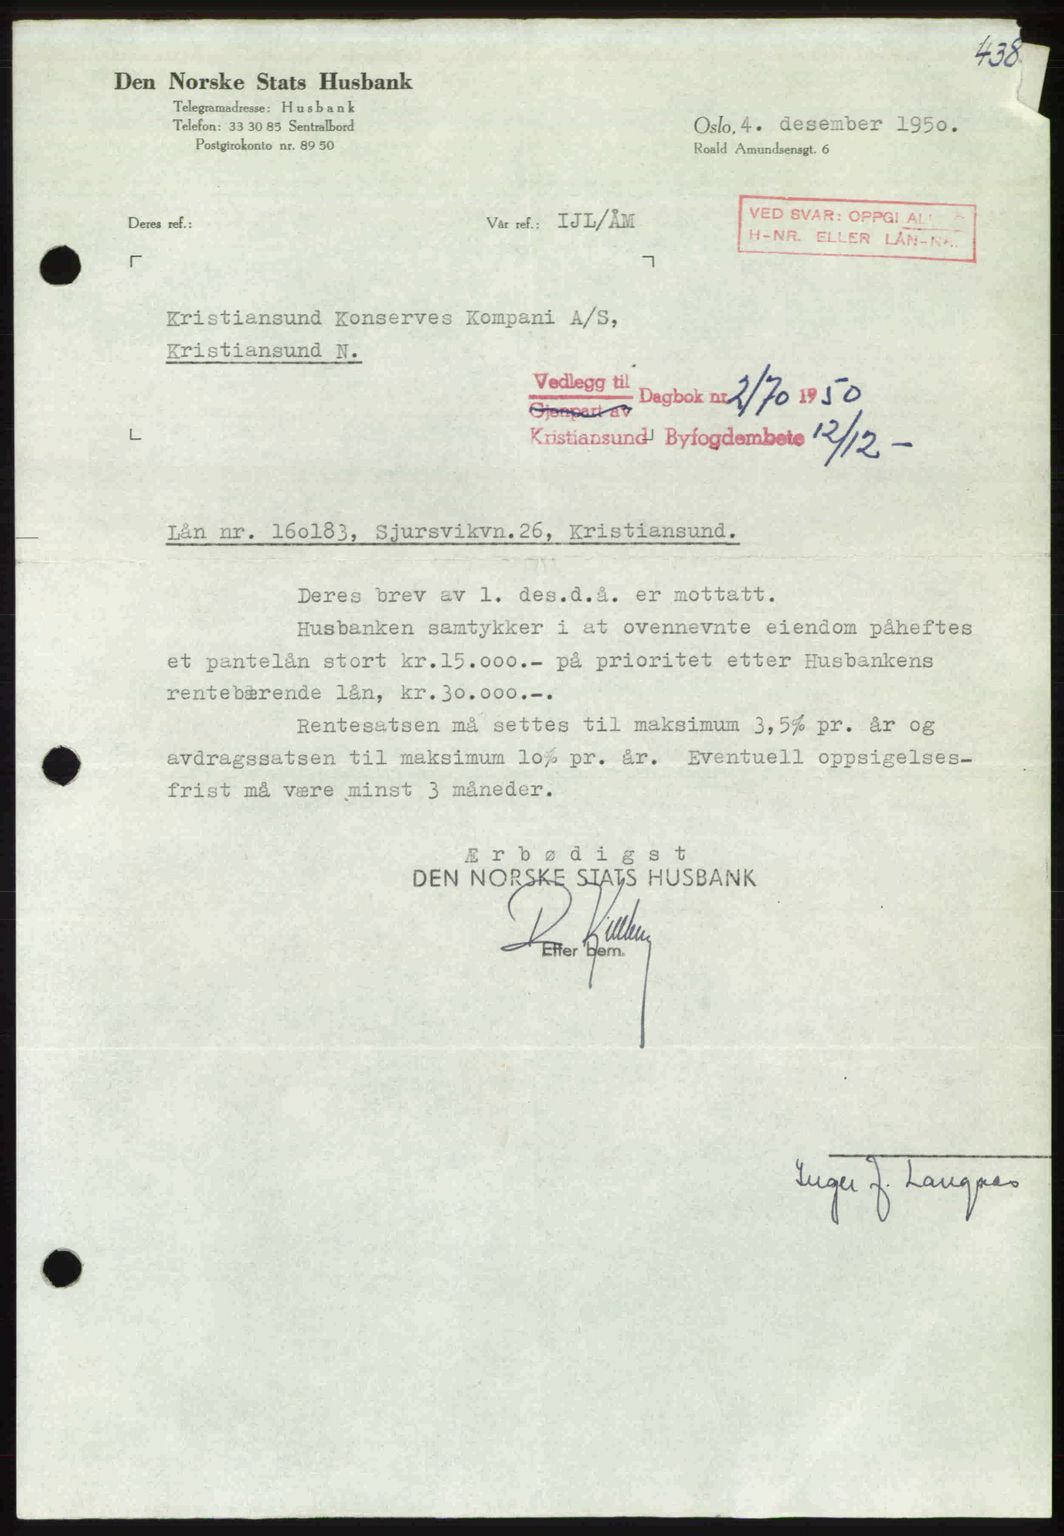 438
Den Norske Stats Husbank
Telegramadresse: Husbank
Telefon: 33 30 85 Sentralbord
Postgirokonto nr. 89 50
Oslo, 4. desember 1950.
Roald Amundsensgt. 6
Deres ref.:
Vår ref.: IJL/ÅM
VED SVAR: OPPGI
H-NR. ELLER LÅN-NR.
Kristiansund Konserves Kompani A/S,
Kristiansund N.
Vedlegg til
Gjenpart av
Dagbok nr. 2/70 1950
Kristiansund Byfogdembete 12/12 –
Lån nr. 160183, Sjursvikvn.26, Kristiansund.
Deres brev av 1. des.d.å. er mottatt.
Husbanken samtykker i at ovennevnte eiendom påheftes
et pantelån stort kr.15.000.- på prioritet etter Husbankens
rentebærende lån, kr.30.000.-.
Rentesatsen må settes til maksimum 3,5% pr. år og
avdragssatsen til maksimum 10% pr. år. Eventuell oppsigelses-
frist må være minst 3 måneder.
Ærbødigst
DEN NORSKE STATS HUSBANK
Efter bem.
Inger J. Langnes